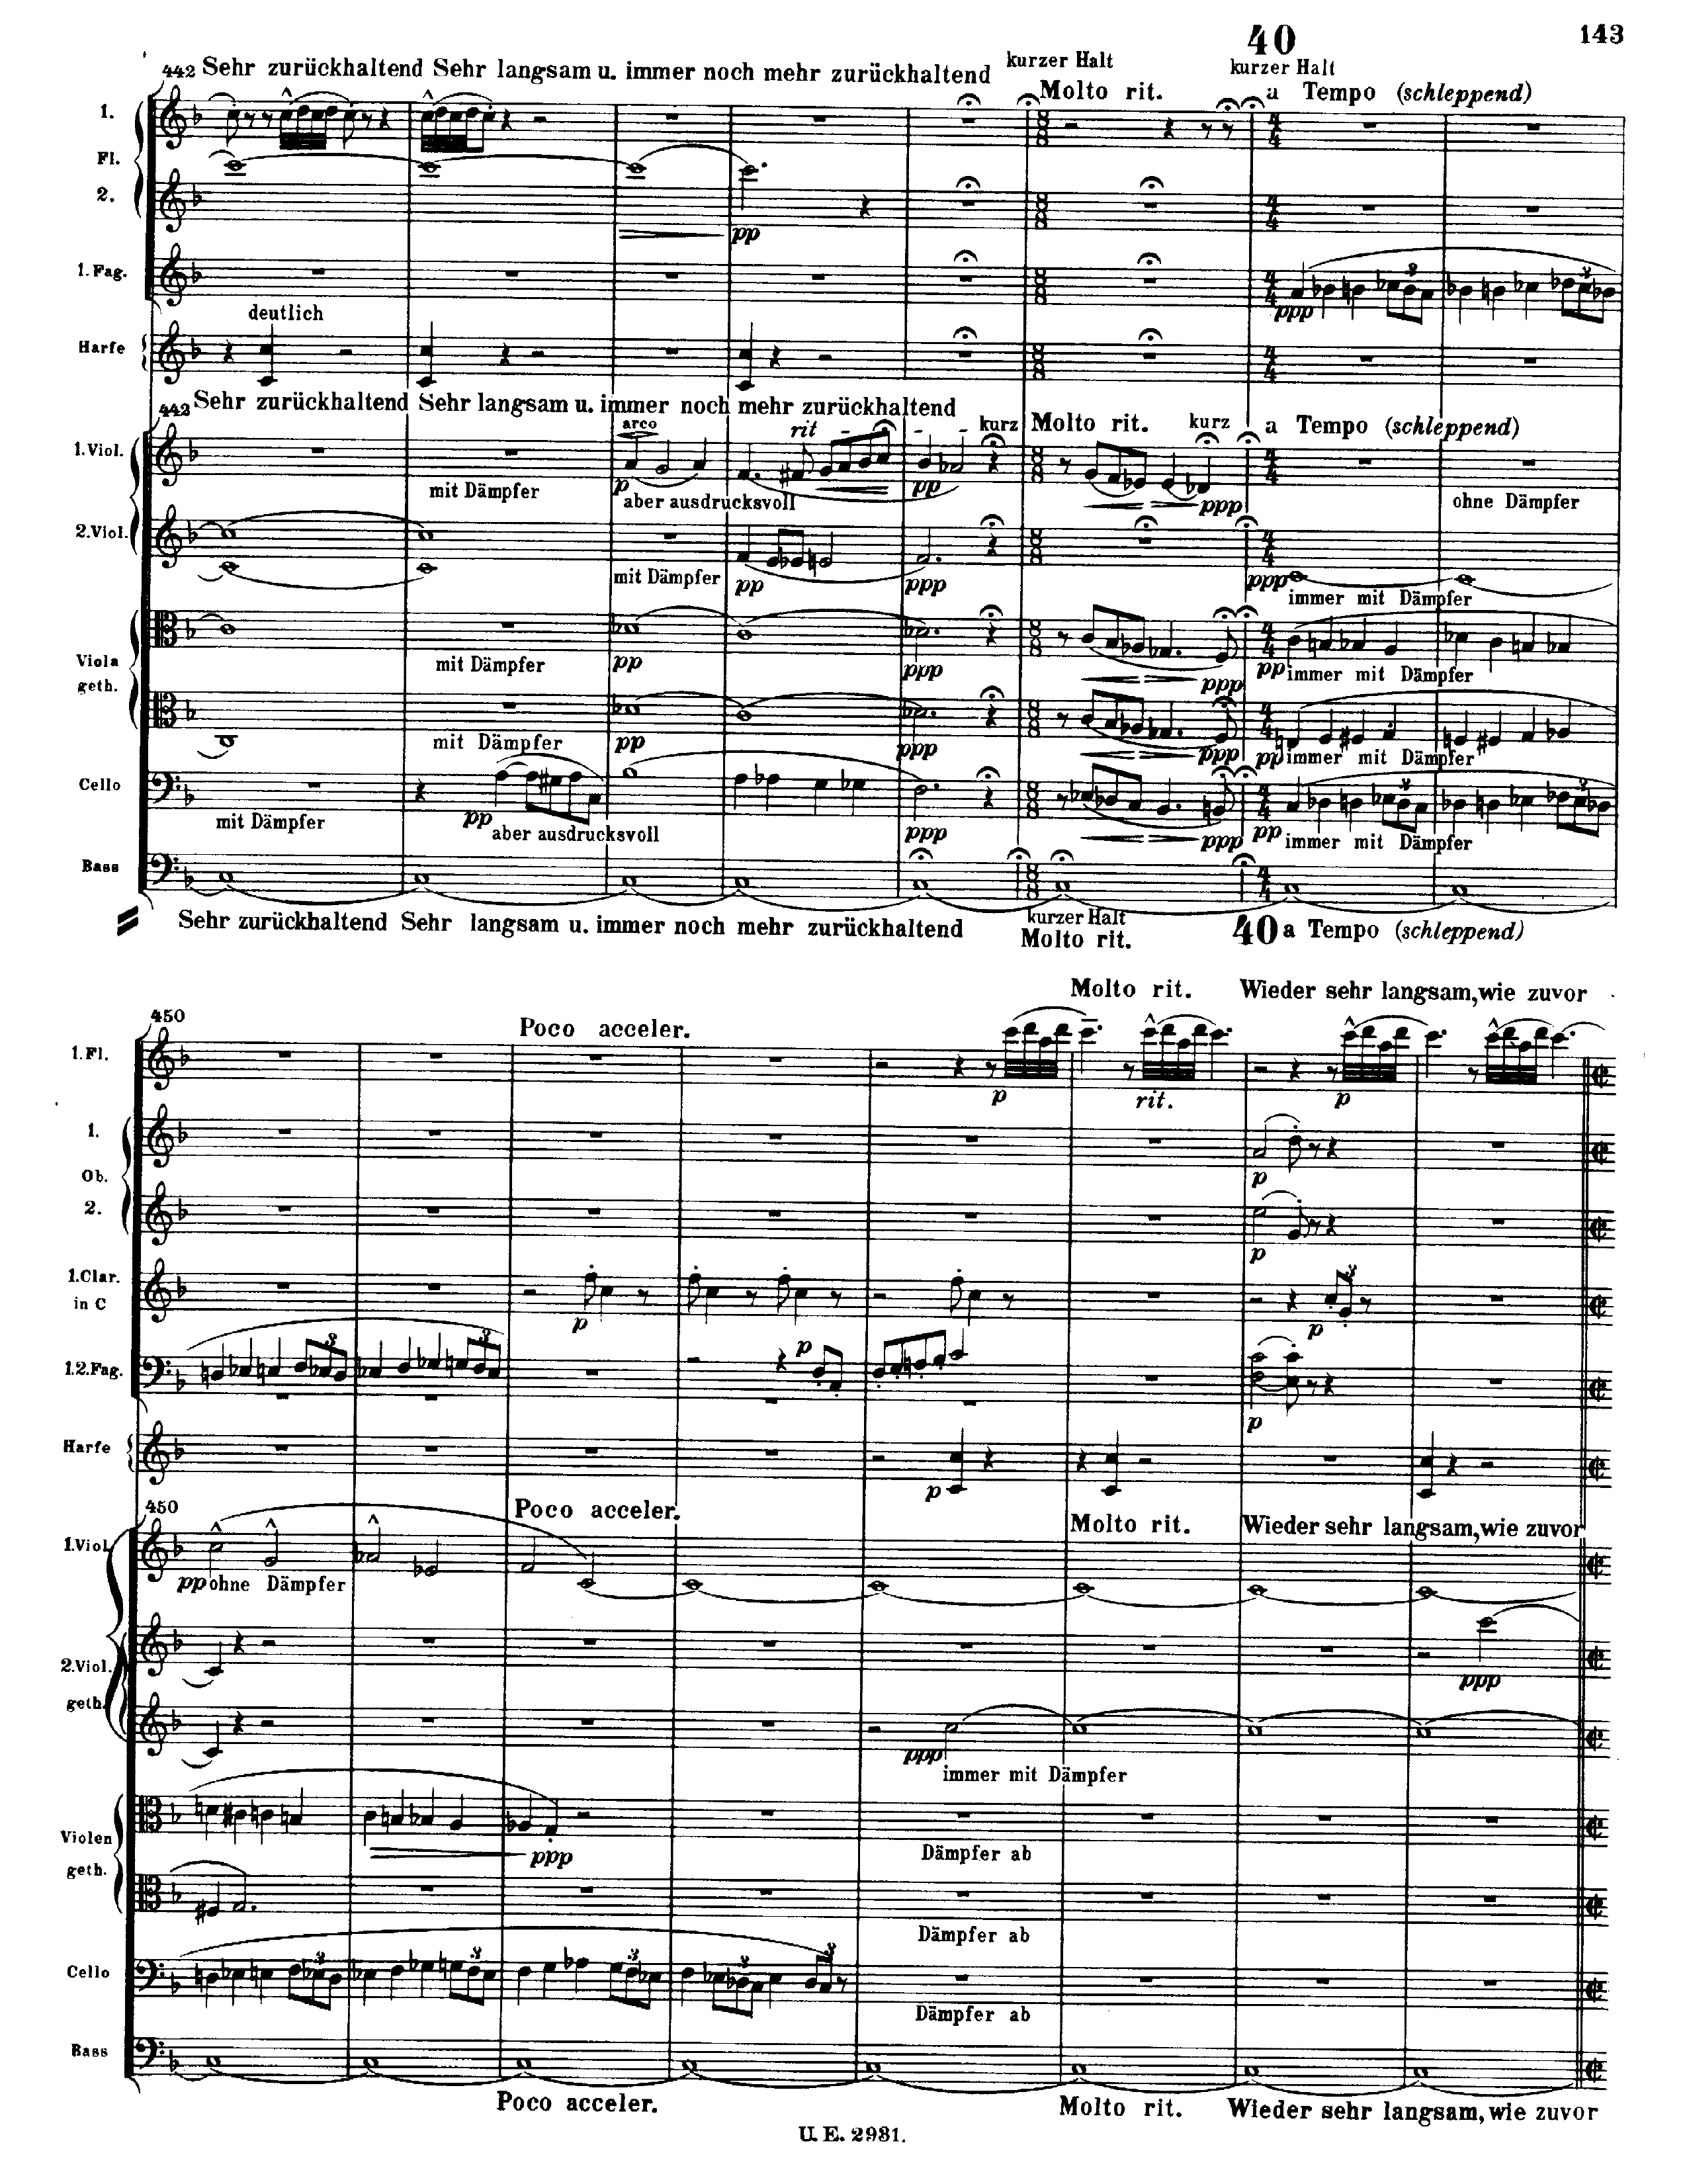 40
143
442 Sehr zurückhaltend Sehr langsam u. immer noch mehr zurückhaltend
kurzer Halt
Molto rit.
kurzer Halt
a Tempo (schleppend)
1.
Fl.
2.
pp
1. Fag.
3
ppp
deutlich
Harfe
442 Sehr zurückhaltend Sehr langsam u. immer noch mehr zurückhaltend
Molto rit.
kurz
a Tempo (schleppend)
1. Viol.
mit Dämpfer
arco
p
aber ausdrucksvoll
rit - - - -
pp
kurz
ppp
ohne Dämpfer
2. Viol.
mit Dämpfer
pp
ppp
ppp
immer mit Dämpfer
Viola
geth.
mit Dämpfer
pp
ppp
ppp
pp immer mit Dämpfer
mit Dämpfer
pp
ppp
ppp
pp immer mit Dämpfer
Cello
mit Dämpfer
pp
aber ausdrucksvoll
ppp
ppp
pp
immer mit Dämpfer
Bass
Sehr zurückhaltend Sehr langsam u. immer noch mehr zurückhaltend
kurzer Halt
Molto rit.
40 a Tempo (schleppend)
450
Poco acceler.
Molto rit.
Wieder sehr langsam, wie zuvor
1. Fl.
p
rit.
p
1.
p
Ob.
2.
p
1. Clar.
in C
p
p
3
1.2. Fag.
3
3
p
p
Harfe
p
450
Poco acceler.
Molto rit.
Wieder sehr langsam, wie zuvor
1. Viol.
pp ohne Dämpfer
2. Viol.
geth.
ppp
ppp
immer mit Dämpfer
Violen
geth.
ppp
Dämpfer ab
Dämpfer ab
Cello
3
3
3
3
3
Dämpfer ab
Bass
Poco acceler.
Molto rit.
Wieder sehr langsam, wie zuvor
U. E. 2931.